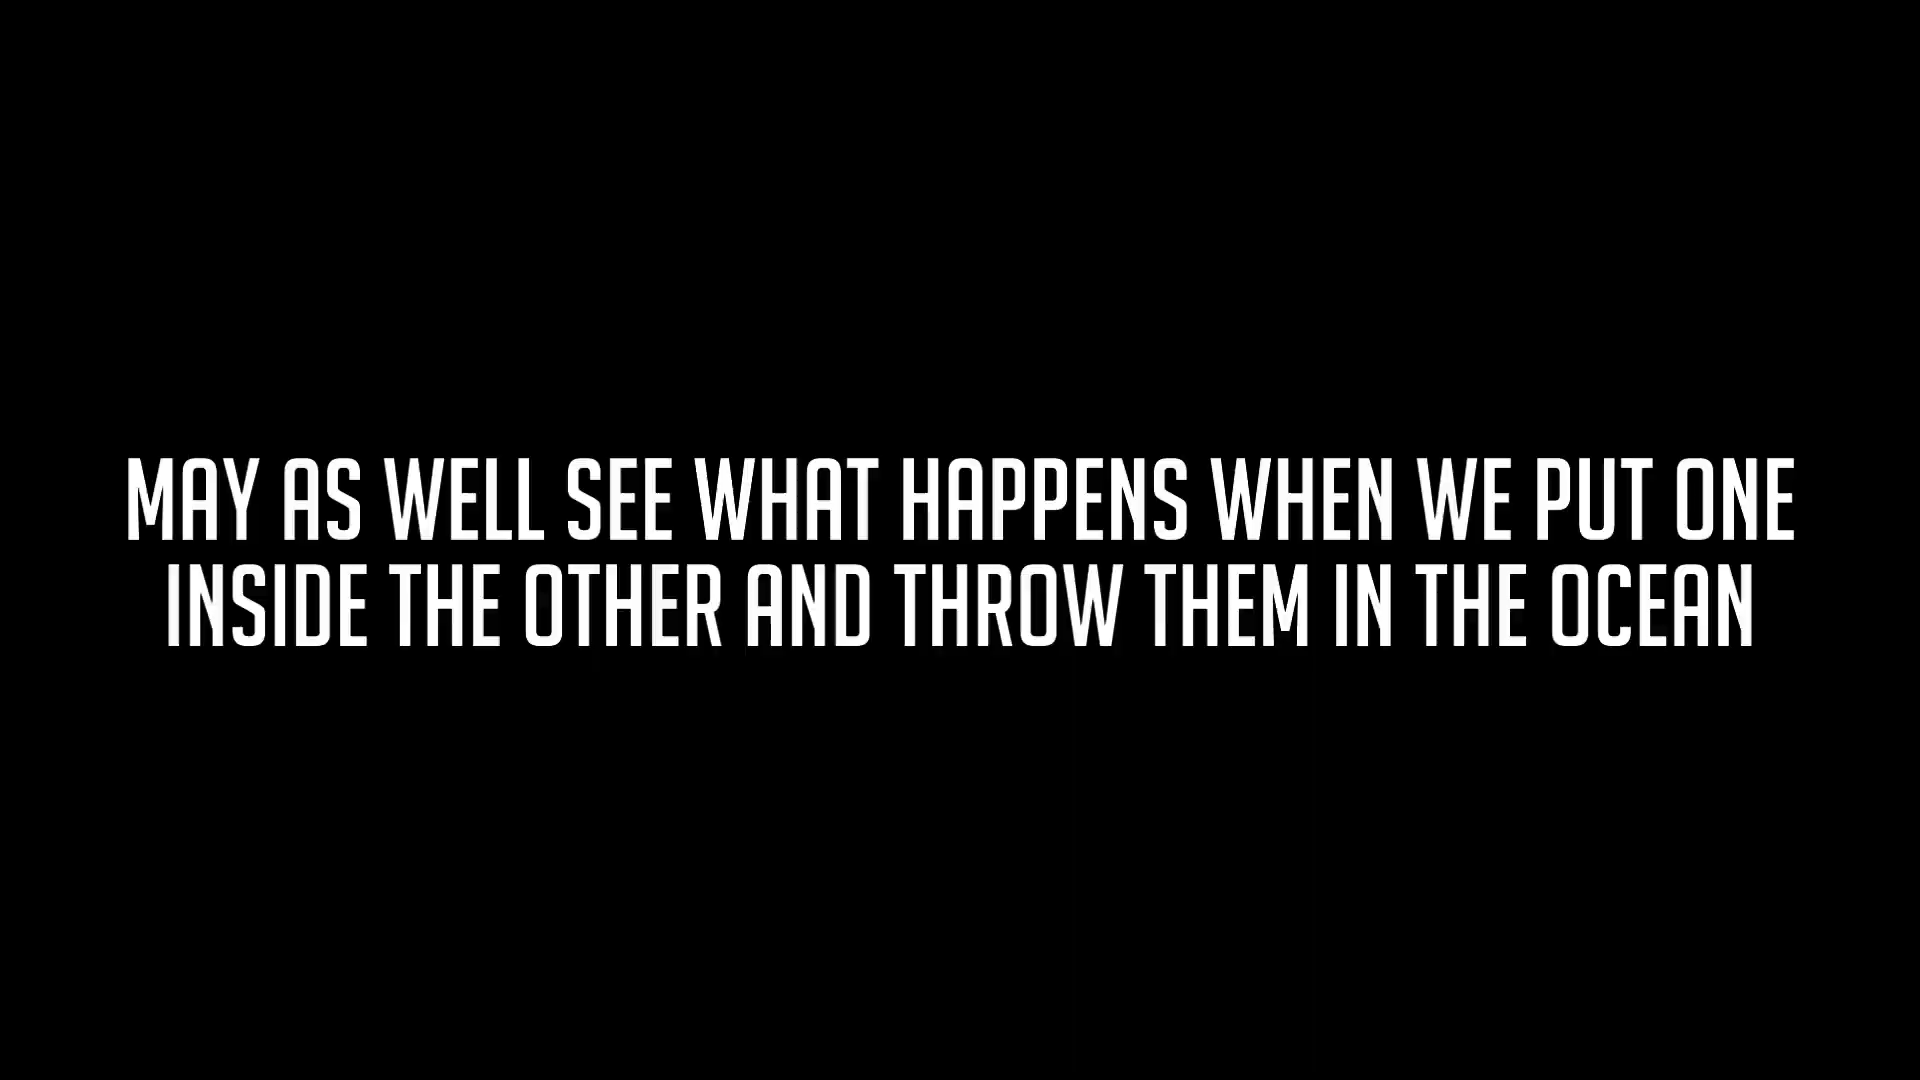 MAY AS WELL SEE WHAT HAPPENS WHEN WE PUT ONE
INSIDE THE OTHER AND THROW THEM IN THE OCEAN